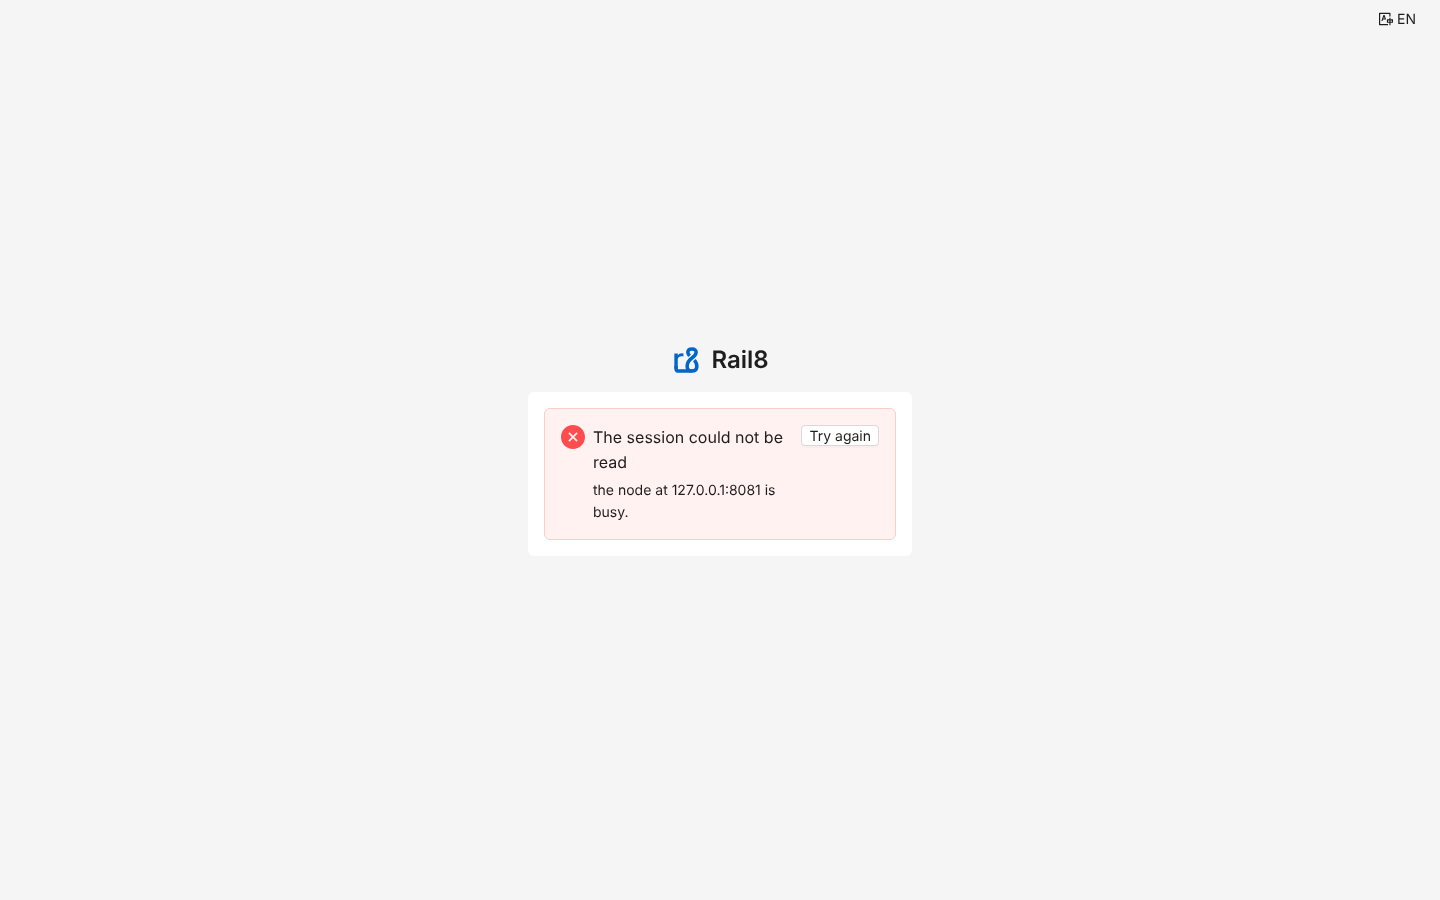 EN
Rail8
The session could not be
read
Try again
the node at 127.0.0.1:8081 is
busy.